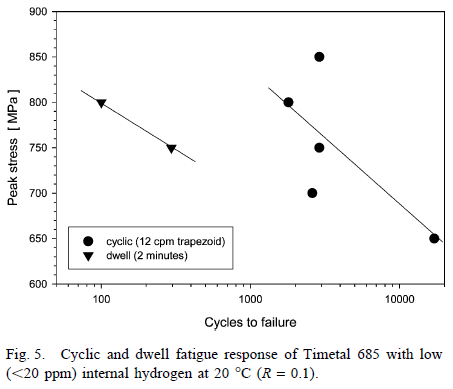 900
850
800
750
700
650
600
Peak stress [ MPa]
cyclic (12 cpm trapezoid)
dwell (2 minutes)
100
1000
10000
Cycles to failure
Fig. 5. Cyclic and dwell fatigue response of Timetal 685 with low
(<20 ppm) internal hydrogen at 20 °C (R = 0.1).